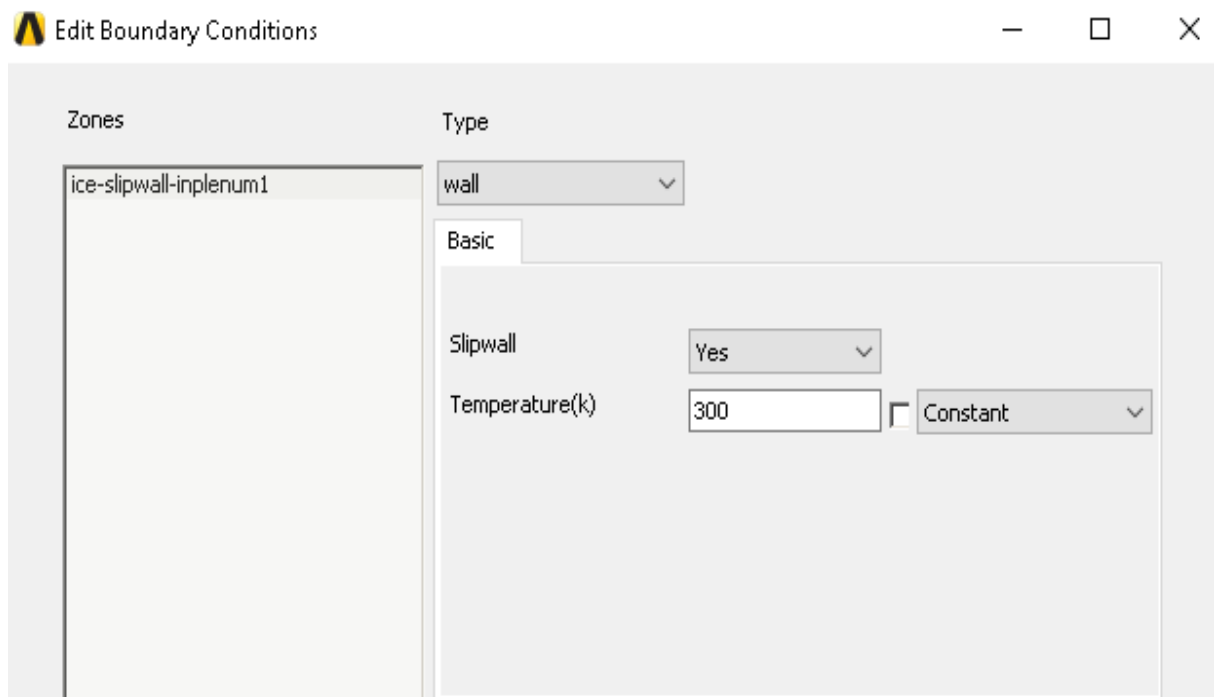 Edit Boundary Conditions
Zones
Type
ice-slipwall-inplenum1
wall
Basic
Slipwall
Yes
Temperature(k)
300
Constant